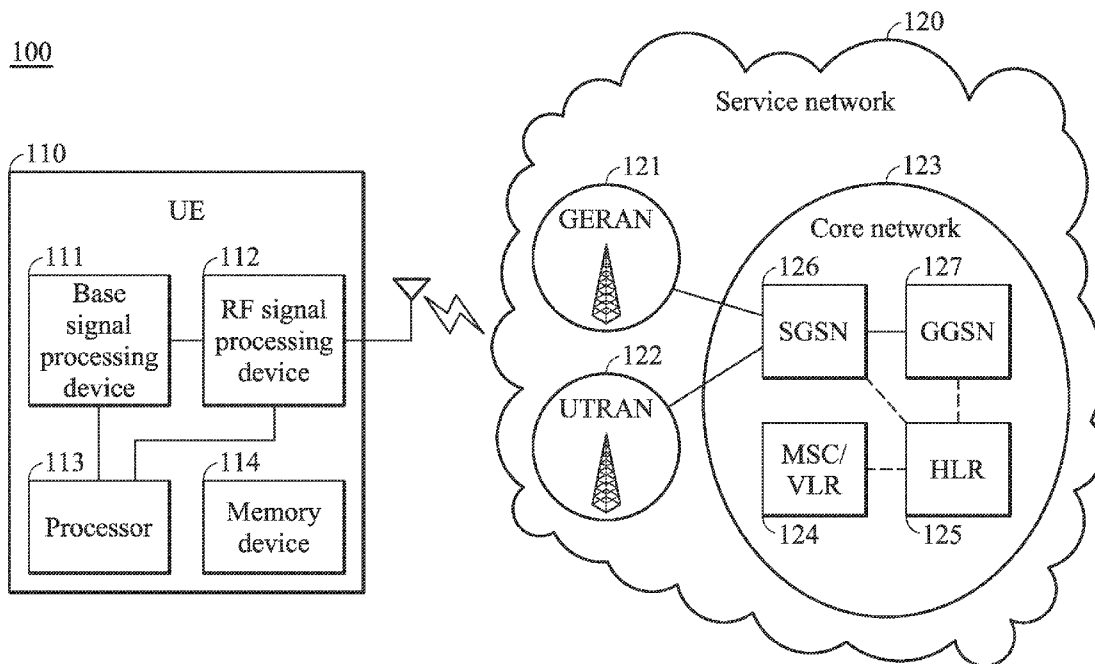 100
120
Service network
110
UE
111
Base
signal
processing
device
112
RF signal
processing
device
113
Processor
114
Memory
device
121
GERAN
122
UTRAN
123
Core network
126
SGSN
127
GGSN
MSC/
VLR
124
HLR
125